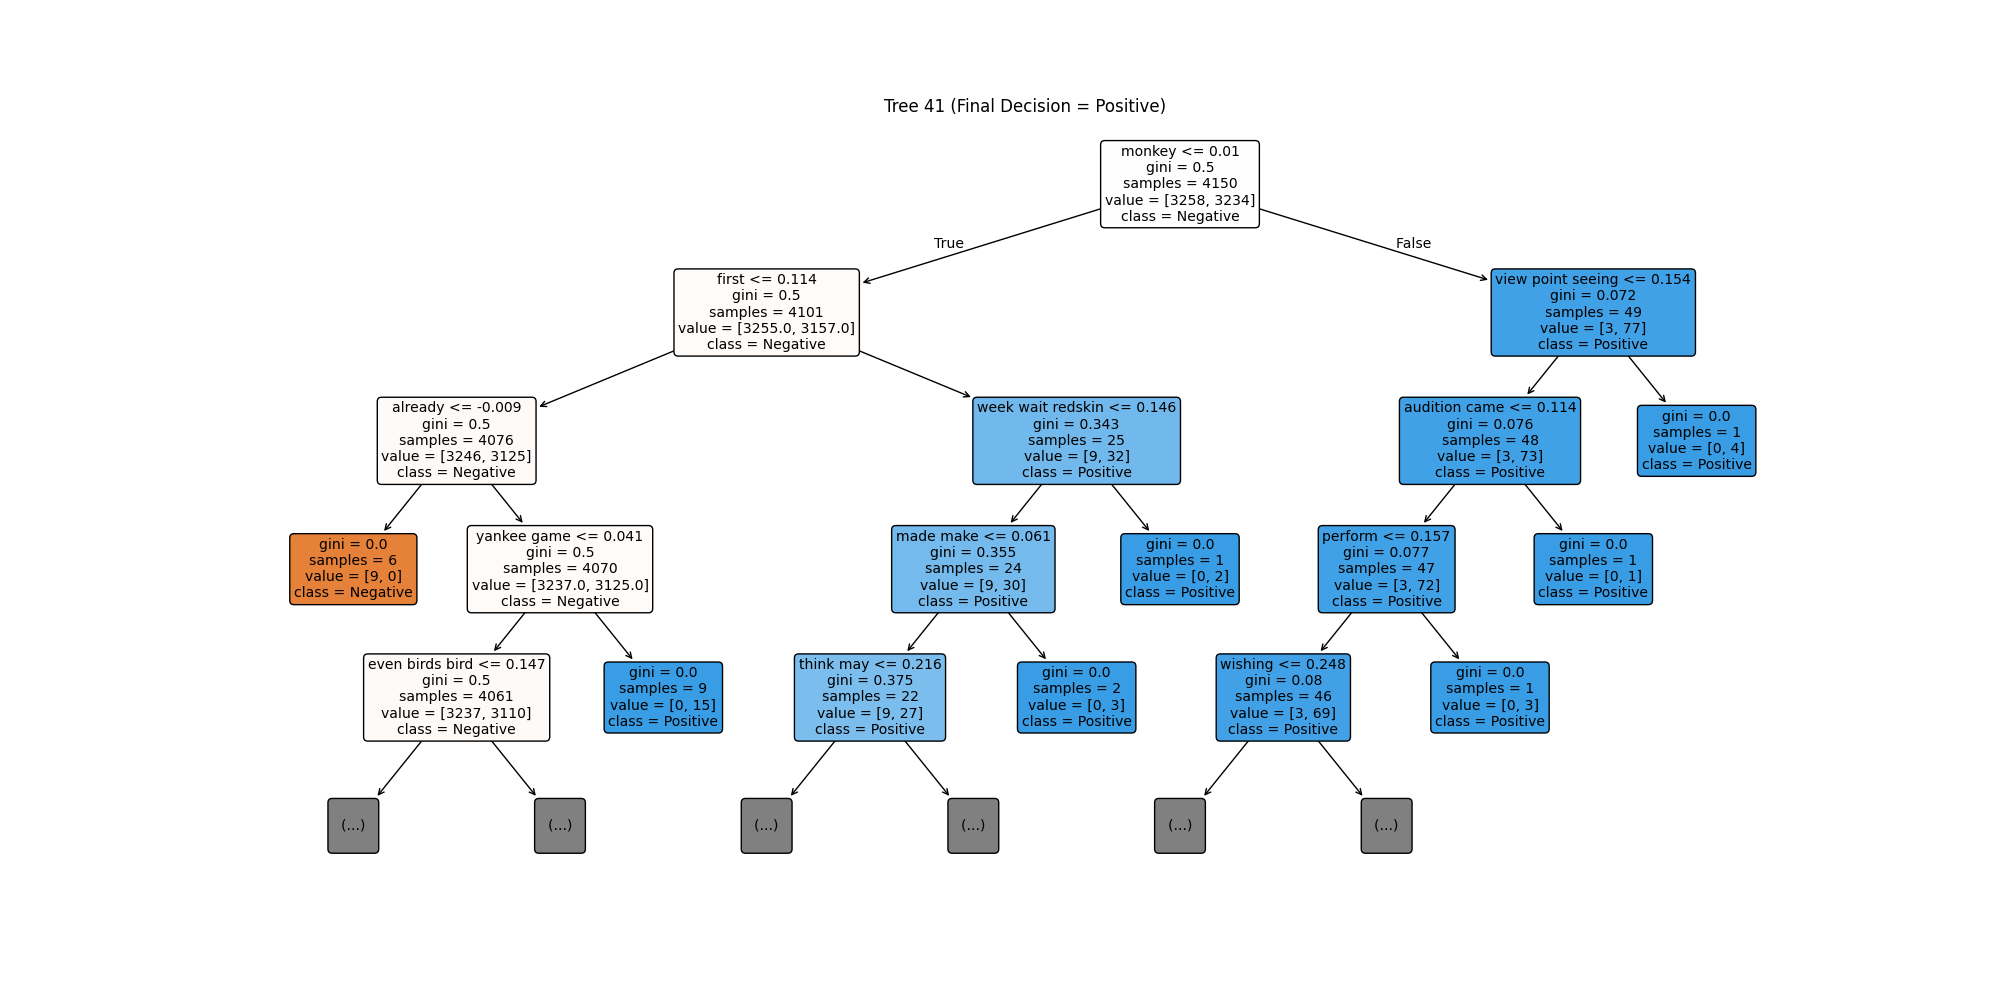 Tree 41 (Final Decision = Positive)
monkey <= 0.01
gini = 0.5
samples = 4150
value = [3258, 3234]
class = Negative
True
False
first <= 0.114
gini = 0.5
samples = 4101
value = [3255.0, 3157.0]
class = Negative
view point seeing <= 0.154
gini = 0.072
samples = 49
value = [3, 77]
class = Positive
already <= -0.009
gini = 0.5
samples = 4076
value = [3246, 3125]
class = Negative
week wait redskin <= 0.146
gini = 0.343
samples = 25
value = [9, 32]
class = Positive
audition came <= 0.114
gini = 0.076
samples = 48
value = [3, 73]
class = Positive
gini = 0.0
samples = 1
value = [0, 4]
class = Positive
gini = 0.0
samples = 6
value = [9, 0]
class = Negative
yankee game <= 0.041
gini = 0.5
samples = 4070
value = [3237.0, 3125.0]
class = Negative
made make <= 0.061
gini = 0.355
samples = 24
value = [9, 30]
class = Positive
gini = 0.0
samples = 1
value = [0, 2]
class = Positive
perform <= 0.157
gini = 0.077
samples = 47
value = [3, 72]
class = Positive
gini = 0.0
samples = 1
value = [0, 1]
class = Positive
even birds bird <= 0.147
gini = 0.5
samples = 4061
value = [3237, 3110]
class = Negative
gini = 0.0
samples = 9
value = [0, 15]
class = Positive
think may <= 0.216
gini = 0.375
samples = 22
value = [9, 27]
class = Positive
gini = 0.0
samples = 2
value = [0, 3]
class = Positive
wishing <= 0.248
gini = 0.08
samples = 46
value = [3, 69]
class = Positive
gini = 0.0
samples = 1
value = [0, 3]
class = Positive
(...)
(...)
(...)
(...)
(...)
(...)